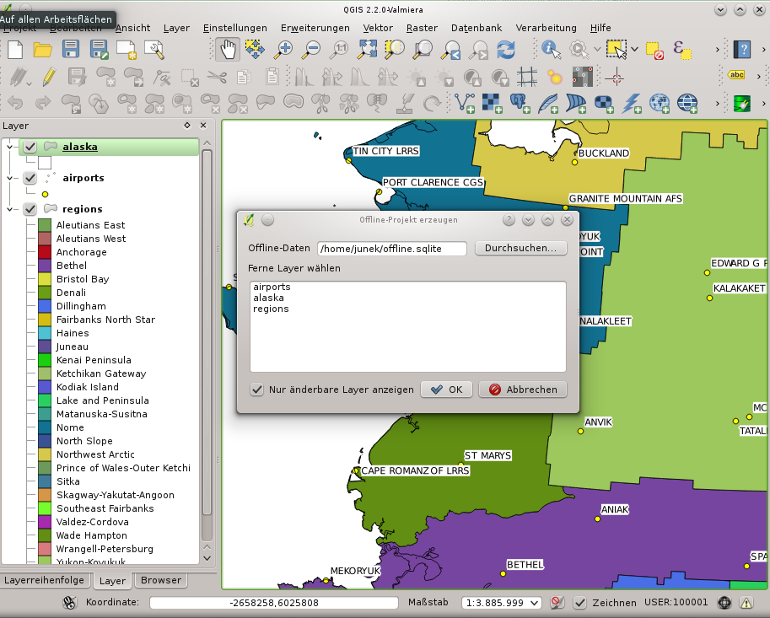 QGIS 2.2.0-Valmiera
Auf allen Arbeitsflächen
Projekt Bearbeiten Ansicht Layer Einstellungen Erweiterungen Vektor Raster Datenbank Verarbeitung Hilfe
abc
Layer
alaska
airports
regions
Aleutians East
Aleutians West
Anchorage
Bethel
Bristol Bay
Denali
Dillingham
Fairbanks North Star
Haines
Juneau
Kenai Peninsula
Ketchikan Gateway
Kodiak Island
Lake and Peninsula
Matanuska-Susitna
Nome
North Slope
Northwest Arctic
Prince of Wales-Outer Ketchi
Sitka
Skagway-Yakutat-Angoon
Southeast Fairbanks
Valdez-Cordova
Wade Hampton
Wrangell-Petersburg
Yukon-Koyukuk
Layerreihenfolge Layer Browser
TIN CITY LRRS
BUCKLAND
PORT CLARENCE CGS
GRANITE MOUNTAIN AFS
YUK
OINT
EDWARD G P
KALAKAKET
NALAKLEET
Offline-Projekt erzeugen
Offline-Daten /home/junek/offline.sqlite Durchsuchen...
Ferne Layer wählen
airports
alaska
regions
Nur änderbare Layer anzeigen OK Abbrechen
MC
ANVIK
TATAL
ST MARYS
CAPE ROMANZOF LRRS
ANIAK
SPA
BETHEL
MEKORYUK
Koordinate: -2658258,6025808 Maßstab 1:3.885.999 Zeichnen USER:100001